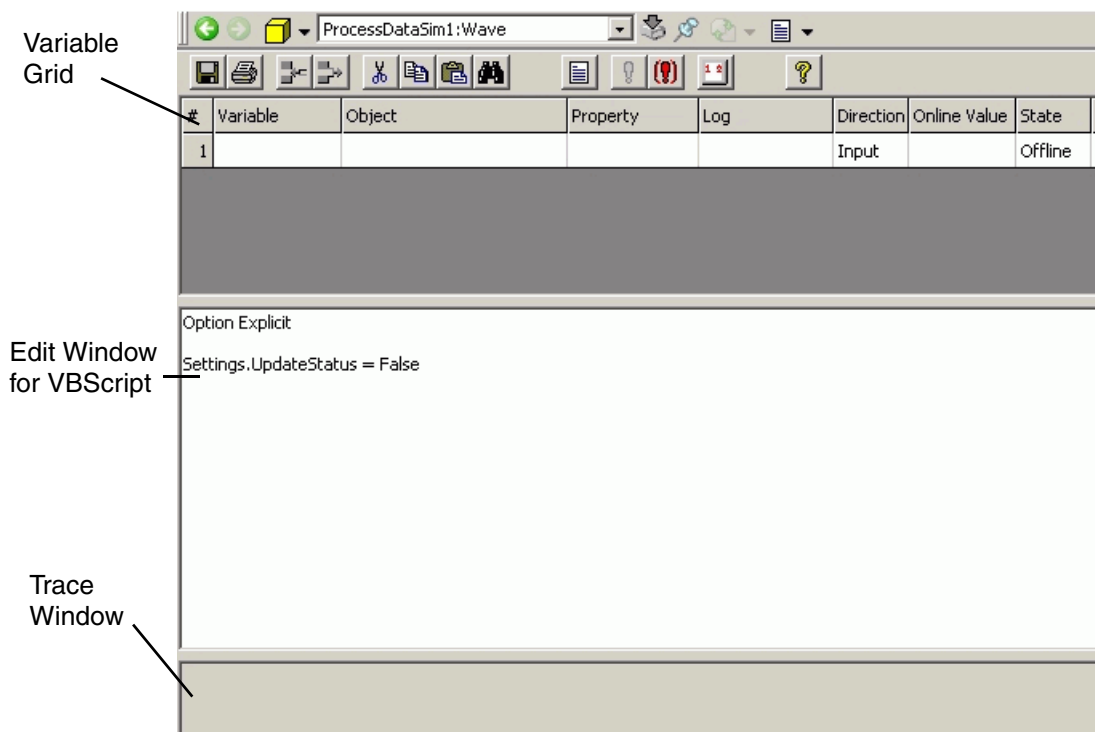 ProcessDataSim1:Wave
Variable
Grid
# Variable Object Property Log Direction Online Value State
1 Input Offline
Option Explicit
Settings.UpdateStatus = False
Edit Window
for VBScript
Trace
Window